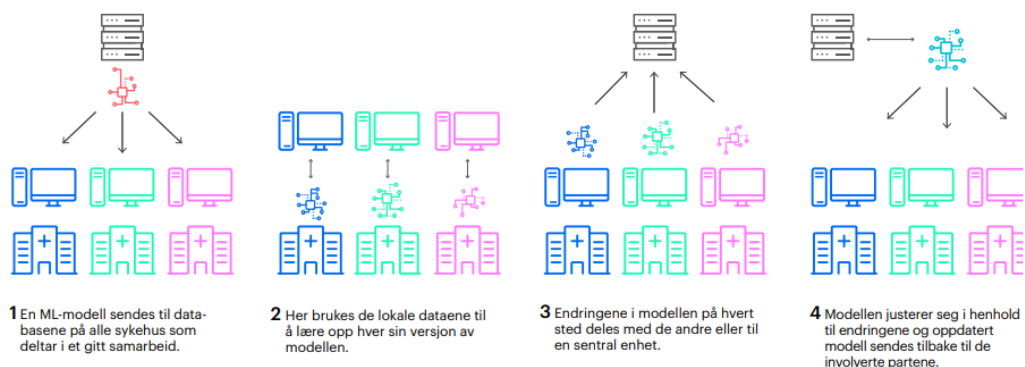 1 En ML-modell sendes til data-
basene på alle sykehus som
deltar i et gitt samarbeid.
2 Her brukes de lokale dataene til
å lære opp hver sin versjon av
modellen.
3 Endringene i modellen på hvert
sted deles med de andre eller til
en sentral enhet.
4 Modellen justerer seg i henhold
til endringene og oppdatert
modell sendes tilbake til de
involverte partene.